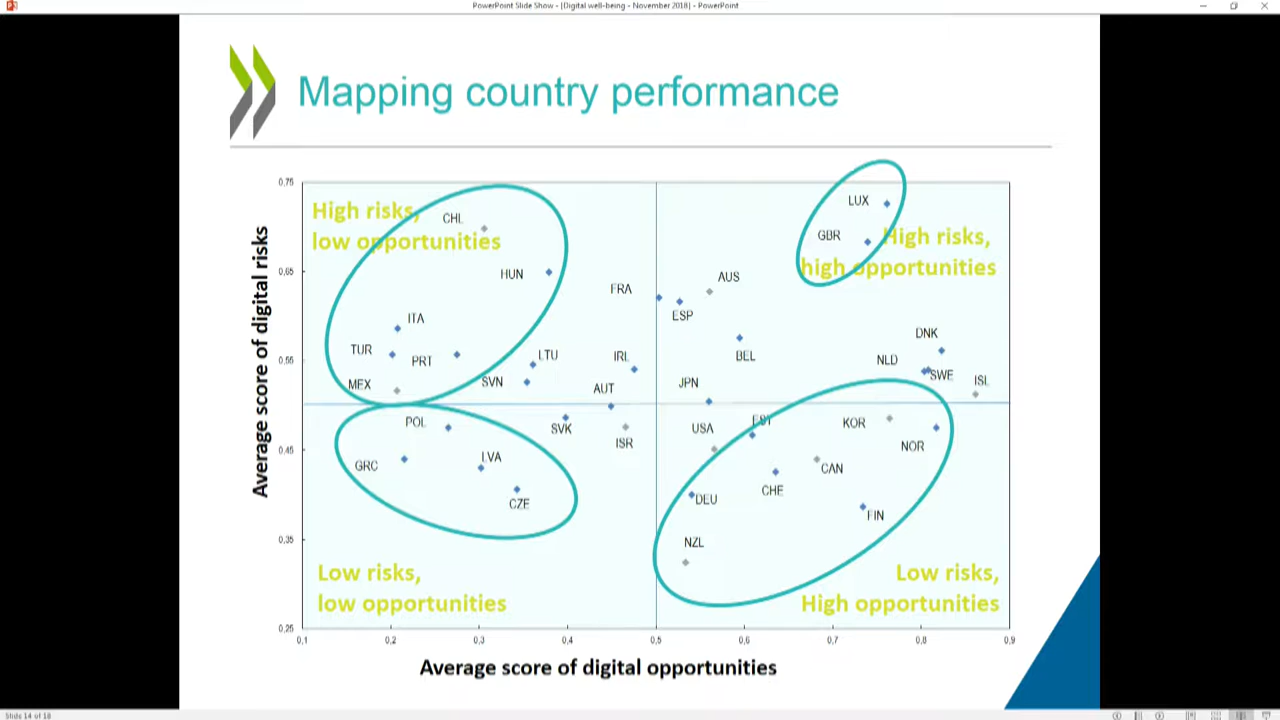 PowerPoint Slide Show - [Digital well-being - November 2018] - PowerPoint
Mapping country performance
Average score of digital risks
0,75
0,65
0,55
0,45
0,35
0,25
High risks,
low opportunities
High risks,
high opportunities
CHL
LUX
GBR
HUN
FRA
AUS
ESP
ITA
TUR
PRT
MEX
LTU
SVN
IRL
AUT
BEL
JPN
DNK
NLD
SWE
ISL
POL
GRC
LVA
CZE
SVK
ISR
USA
EST
KOR
NOR
CAN
CHE
DEU
FIN
NZL
Low risks,
low opportunities
Low risks,
High opportunities
0,1
0,2
0,3
0,4
0,5
0,6
0,7
0,8
0,9
Average score of digital opportunities
Slide 14 of 18